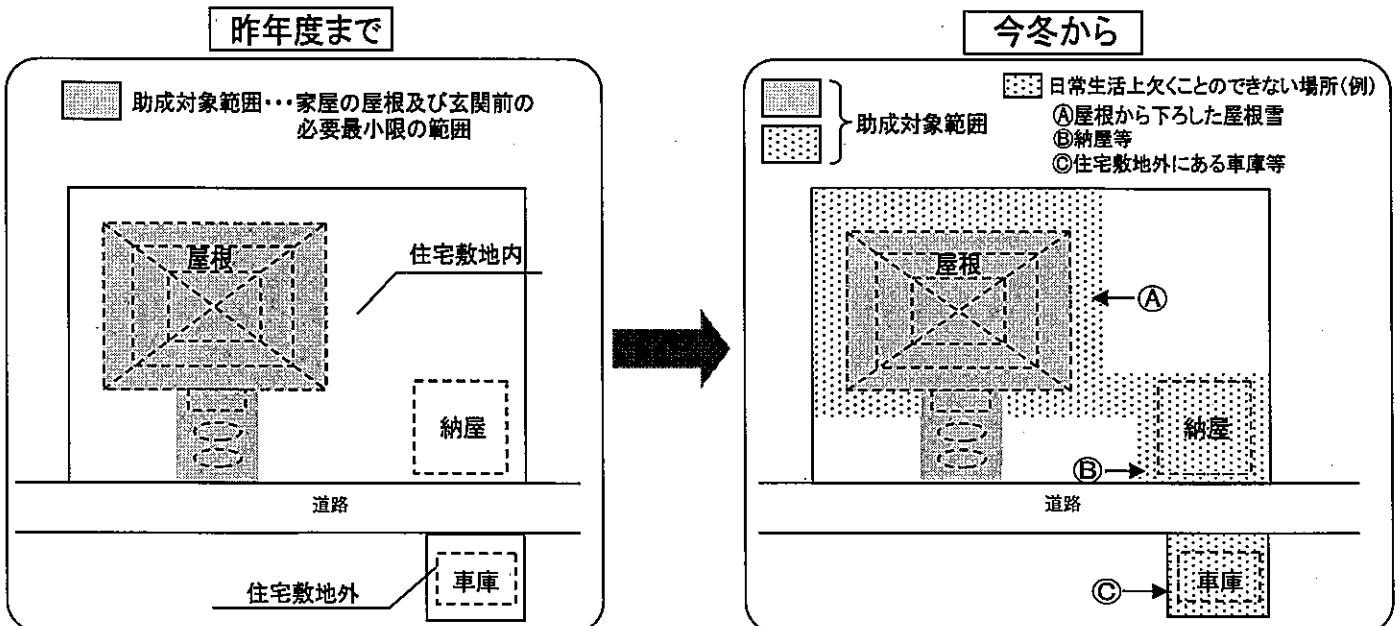 昨年度まで
助成対象範囲・・・家屋の屋根及び玄関前の
必要最小限の範囲
屋根
住宅敷地内
納屋
道路
車庫
住宅敷地外
今冬から
助成対象範囲
日常生活上欠くことのできない場所(例)
Ⓐ屋根から下ろした屋根雪
Ⓑ納屋等
Ⓒ住宅敷地外にある車庫等
屋根
Ⓐ
納屋
Ⓑ
道路
車庫
Ⓒ